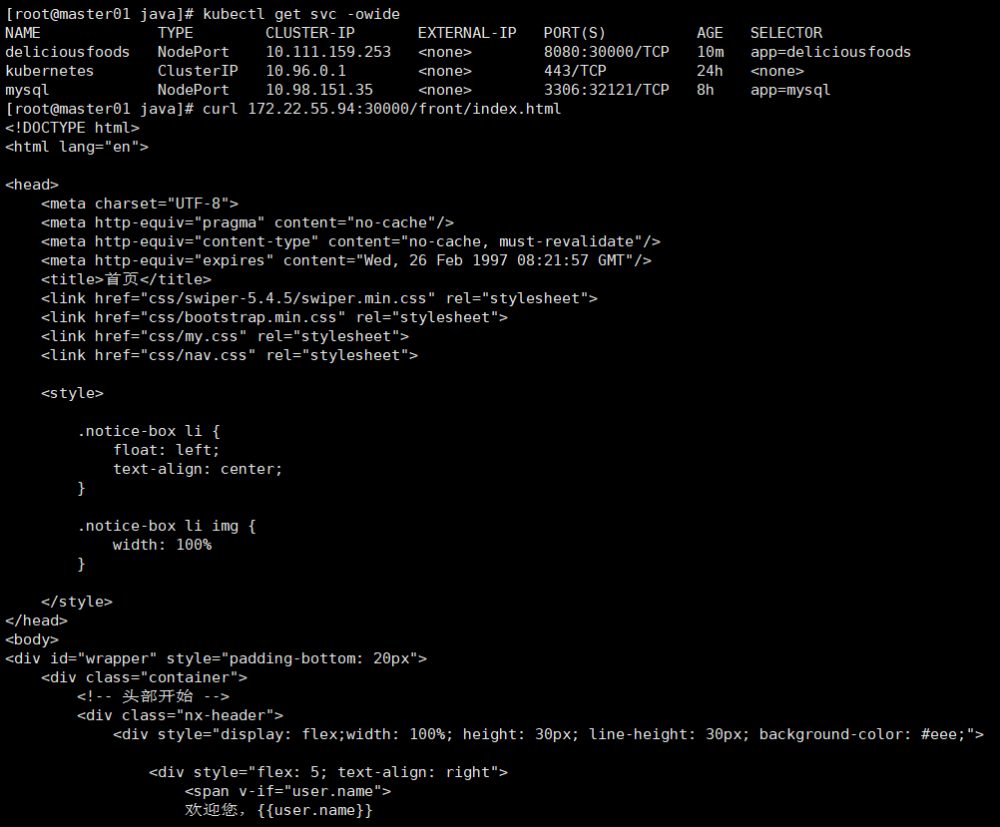 [root@master01 java]# kubectl get svc -owide
NAME             TYPE        CLUSTER-IP       EXTERNAL-IP   PORT(S)          AGE   SELECTOR
deliciousfoods   NodePort    10.111.159.253   <none>        8080:30000/TCP   10m   app=deliciousfoods
kubernetes       ClusterIP   10.96.0.1        <none>        443/TCP          24h   <none>
mysql            NodePort    10.98.151.35     <none>        3306:32121/TCP   8h    app=mysql
[root@master01 java]# curl 172.22.55.94:30000/front/index.html
<!DOCTYPE html>
<html lang="en">
<head>
    <meta charset="UTF-8">
    <meta http-equiv="pragma" content="no-cache"/>
    <meta http-equiv="content-type" content="no-cache, must-revalidate"/>
    <meta http-equiv="expires" content="Wed, 26 Feb 1997 08:21:57 GMT"/>
    <title>首页</title>
    <link href="css/swiper-5.4.5/swiper.min.css" rel="stylesheet">
    <link href="css/bootstrap.min.css" rel="stylesheet">
    <link href="css/my.css" rel="stylesheet">
    <link href="css/nav.css" rel="stylesheet">
    <style>
        .notice-box li {
            float: left;
            text-align: center;
        }
        .notice-box li img {
            width: 100%
        }
    </style>
</head>
<body>
<div id="wrapper" style="padding-bottom: 20px">
    <div class="container">
        <!-- 头部开始 -->
        <div class="nx-header">
            <div style="display: flex;width: 100%; height: 30px; line-height: 30px; background-color: #eee;">
                <div style="flex: 5; text-align: right">
                    <span v-if="user.name">
                    欢迎您，{{user.name}}